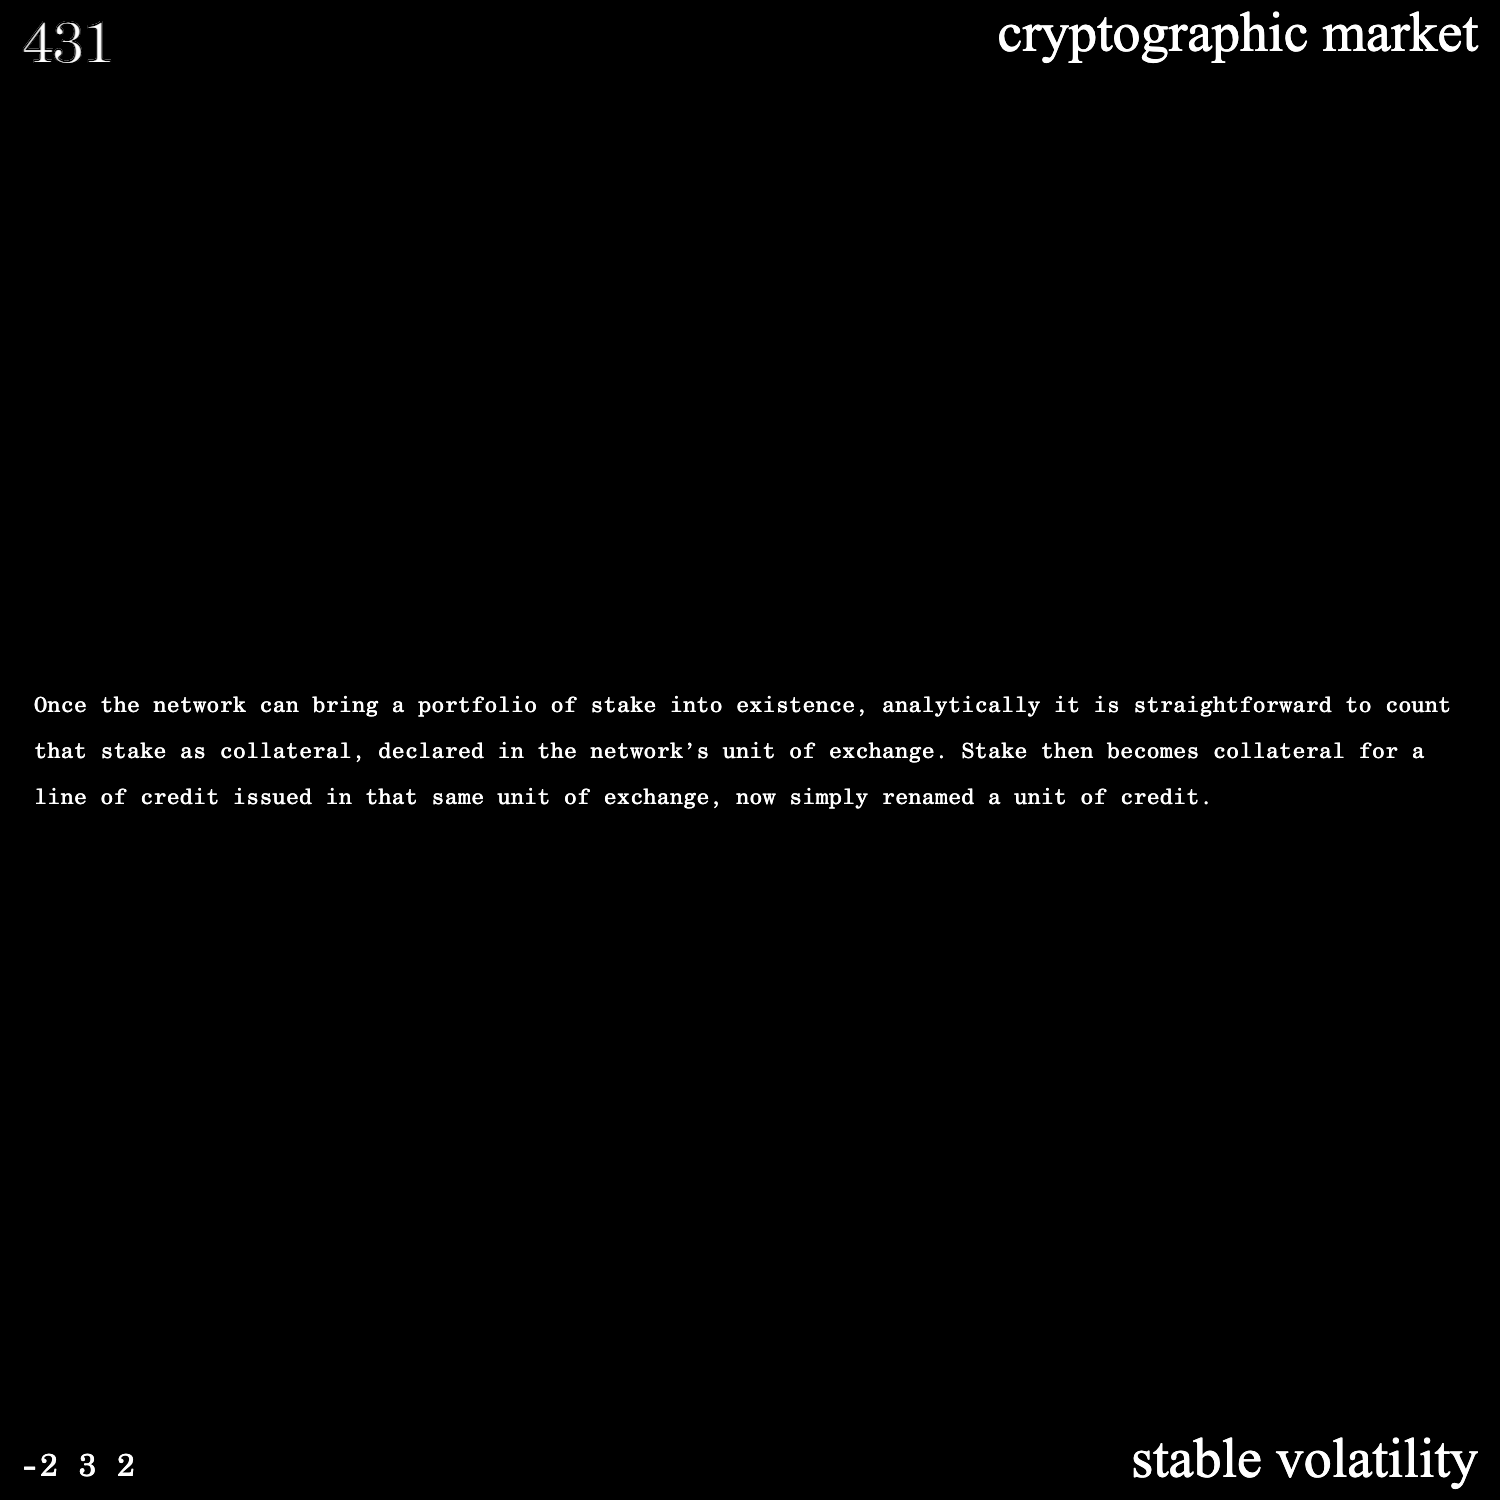 431
cryptographic market
Once the network can bring a portfolio of stake into existence, analytically it is straightforward to count
that stake as collateral, declared in the network’s unit of exchange. Stake then becomes collateral for a
line of credit issued in that same unit of exchange, now simply renamed a unit of credit.
-2 3 2
stable volatility